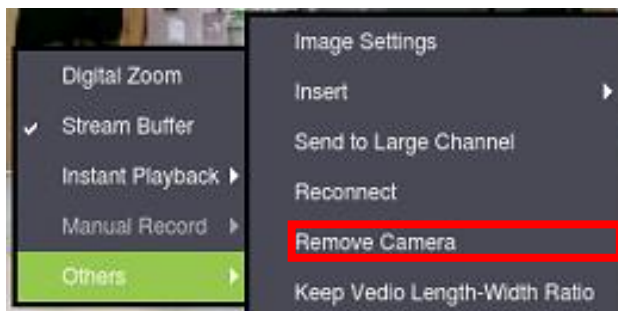 Digital Zoom
Stream Buffer
Instant Playback
Manual Record
Others
Image Settings
Insert
Send to Large Channel
Reconnect
Remove Camera
Keep Vedio Length-Width Ratio